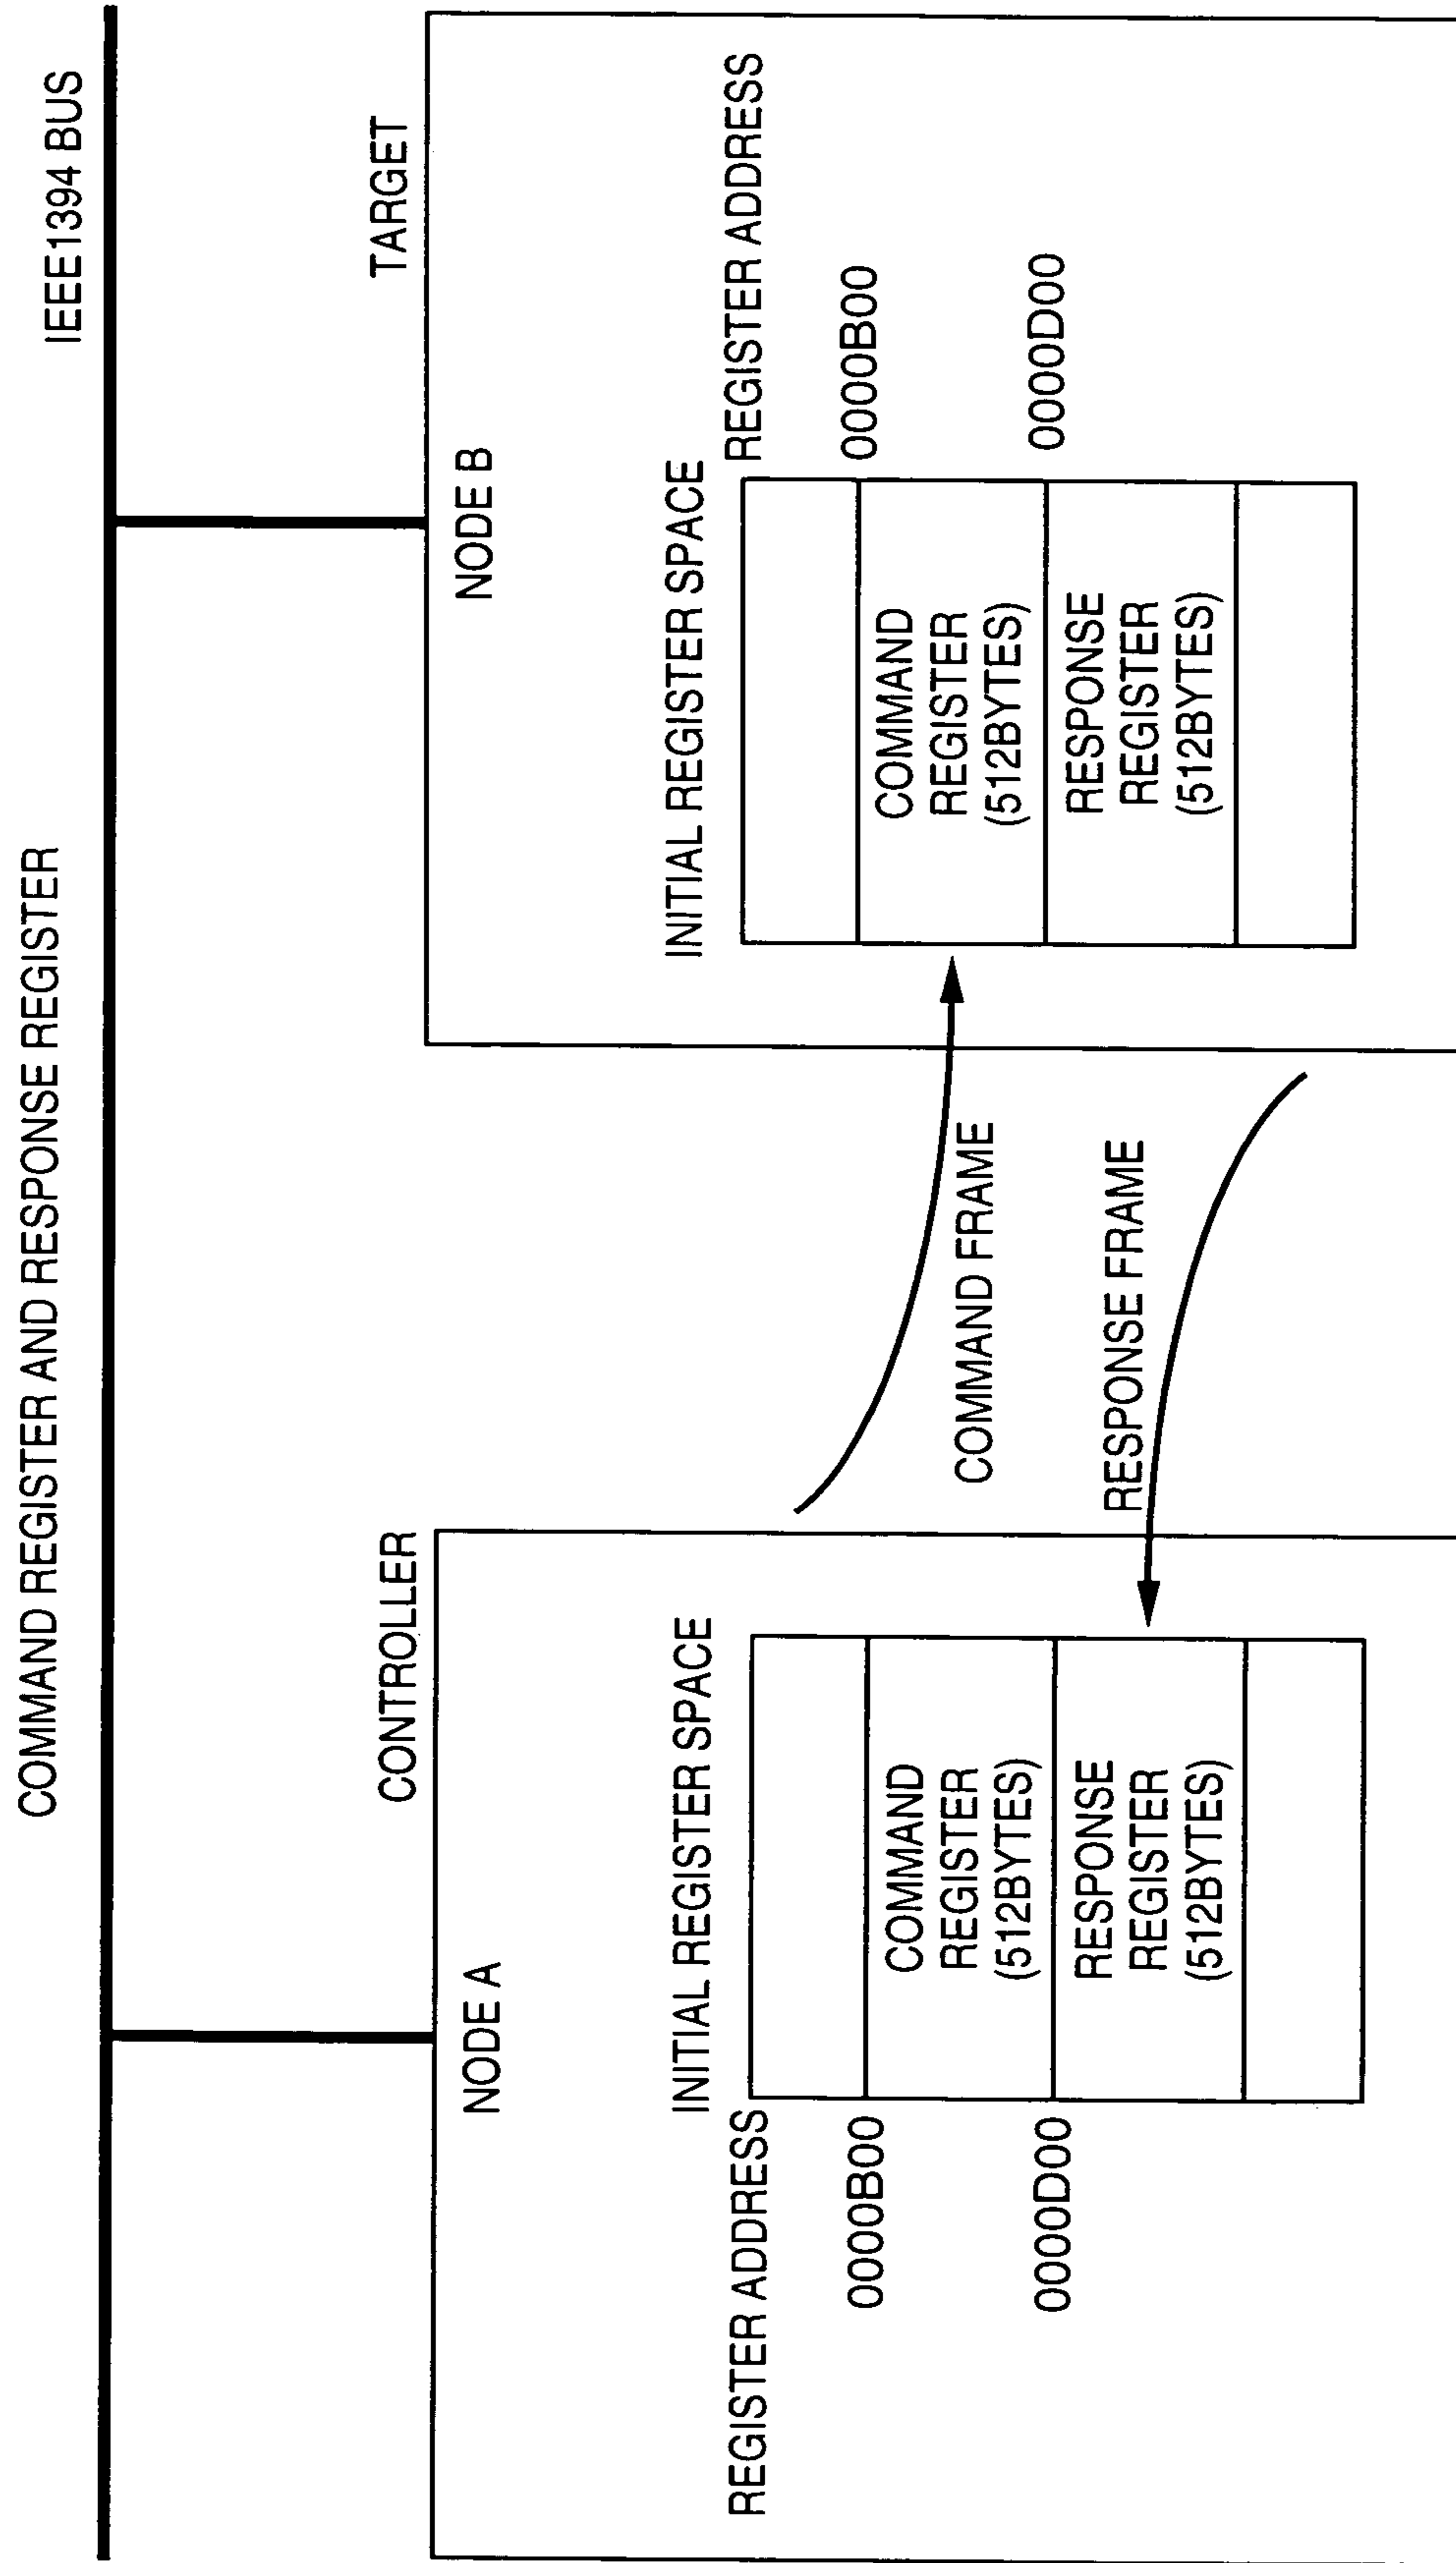 COMMAND REGISTER AND RESPONSE REGISTER
IEEE1394 BUS
CONTROLLER
NODE A
INITIAL REGISTER SPACE
REGISTER ADDRESS
0000B00
COMMAND
REGISTER
(512BYTES)
0000D00
RESPONSE
REGISTER
(512BYTES)
COMMAND FRAME
RESPONSE FRAME
TARGET
NODE B
INITIAL REGISTER SPACE
REGISTER ADDRESS
0000B00
COMMAND
REGISTER
(512BYTES)
0000D00
RESPONSE
REGISTER
(512BYTES)